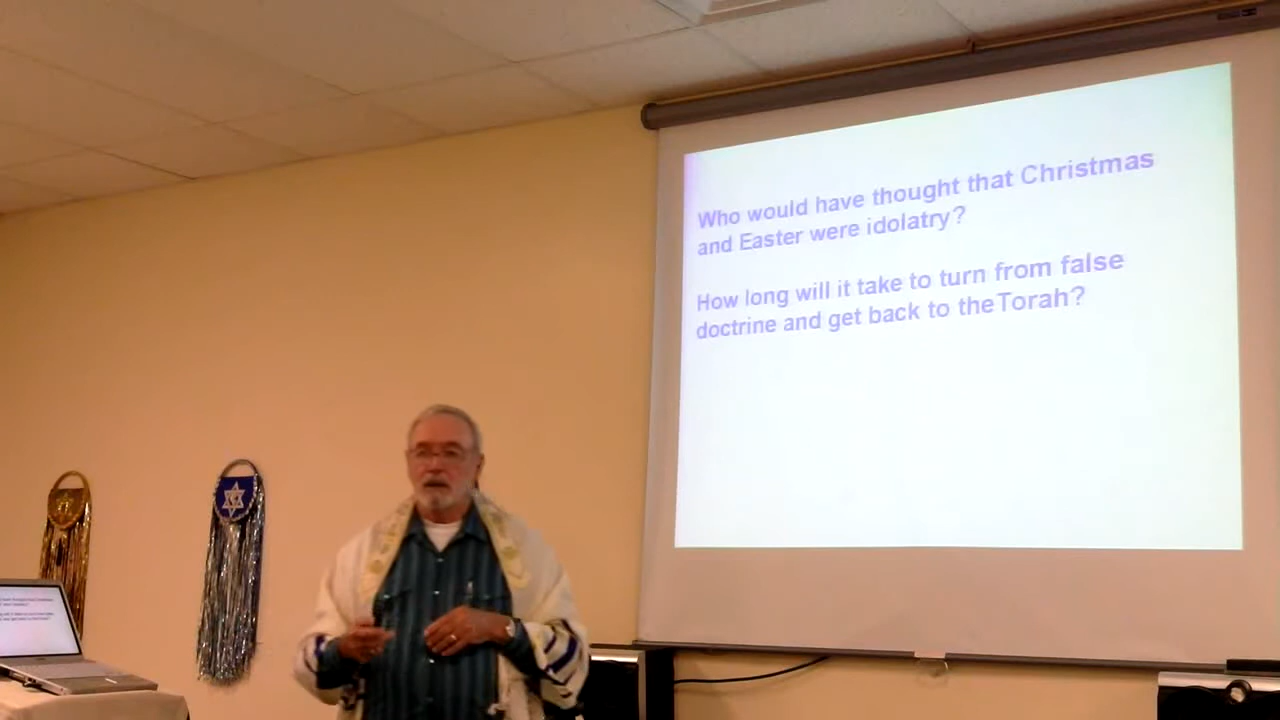 Who would have thought that Christmas
and Easter were idolatry?
How long will it take to turn from false
doctrine and get back to theTorah?